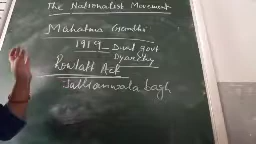 The Nationalist Movement
Mahatma Gandhi
1919 - Dual Govt
Dyarchy
Rowlatt Act
Jallianwala bagh